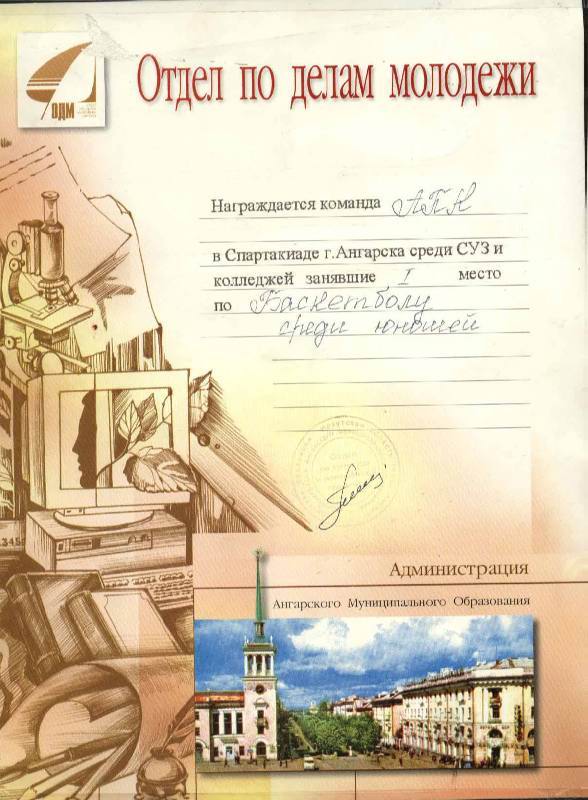 ОДМ
Отдел по делам молодежи
Награждается команда АПК
в Спартакиаде г.Ангарска среди СУЗ и
колледжей занявшие I место
по Баскетболу
среди юношей
Администрация
Ангарского Муниципального Образования